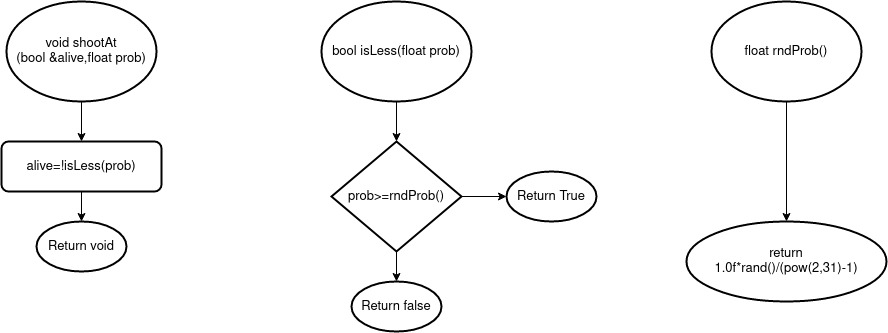 void shootAt
(bool &alive,float prob)
alive=!isLess(prob)
Return void
bool isLess(float prob)
prob>=rndProb()
Return True
Return false
float rndProb()
return
1.0f*rand()/(pow(2,31)-1)